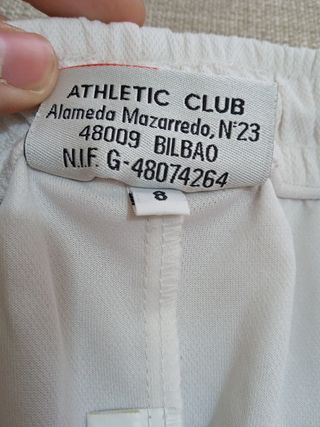 ATHLETIC CLUB
Alameda Mazarredo, Nº23
48009 BILBAO
N.I.F. G-48074264
8